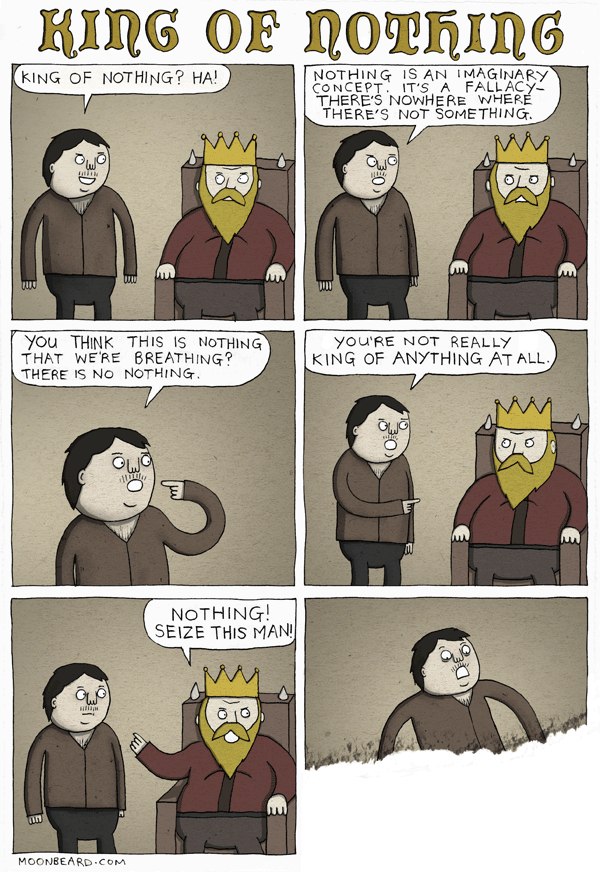 KING OF NOTHING
KING OF NOTHING? HA!
NOTHING IS AN IMAGINARY
CONCEPT. IT'S A FALLACY–
THERE'S NOWHERE WHERE
THERE'S NOT SOMETHING.
YOU THINK THIS IS NOTHING
THAT WE'RE BREATHING?
THERE IS NO NOTHING.
YOU'RE NOT REALLY
KING OF ANYTHING AT ALL.
NOTHING!
SEIZE THIS MAN!
MOONBEARD.COM